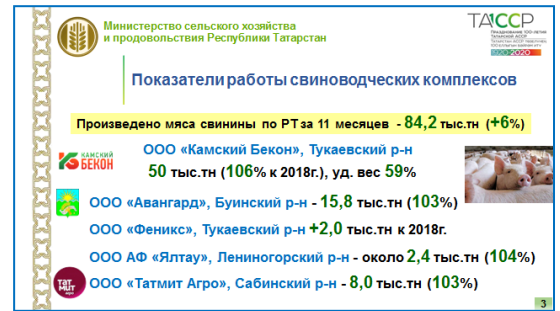 Министерство сельского хозяйства
и продовольствия Республики Татарстан
ТАССР
1920-2020
Показатели работы свиноводческих комплексов
Произведено мяса свинины по РТ за 11 месяцев - 84,2 тыс.тн (+6%)
КАМСКИЙ
БЕКОН
ООО «Камский Бекон», Тукаевский р-н
50 тыс.тн (106% к 2018г.), уд. вес 59%
ООО «Авангард», Буинский р-н - 15,8 тыс.тн (103%)
ООО «Феникс», Тукаевский р-н +2,0 тыс.тн к 2018г.
ООО АФ «Ялтау», Лениногорский р-н - около 2,4 тыс.тн (104%)
ТАТ
МИТ
АГРО
ООО «Татмит Агро», Сабинский р-н - 8,0 тыс.тн (103%)
3